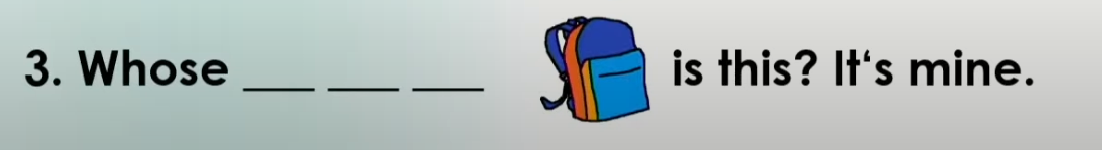 3. Whose ___ ___ ___ is this? It‘s mine.